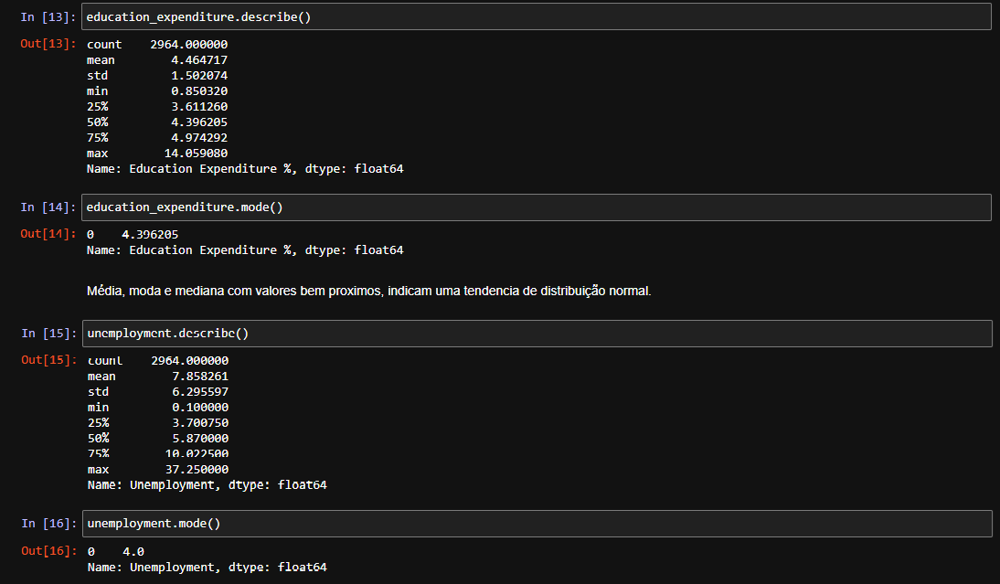 In [13]: education_expenditure.describe()
Out[13]: count    2964.000000
mean        4.464717
std         1.502074
min         0.850320
25%         3.611260
50%         4.396205
75%         4.974292
max        14.059080
Name: Education Expenditure %, dtype: float64
In [14]: education_expenditure.mode()
Out[14]: 0    4.396205
Name: Education Expenditure %, dtype: float64
Média, moda e mediana com valores bem proximos, indicam uma tendencia de distribuição normal.
In [15]: unemployment.describe()
Out[15]: count    2964.000000
mean        7.858261
std         6.295597
min         0.100000
25%         3.700750
50%         5.870000
75%        10.022500
max        37.250000
Name: Unemployment, dtype: float64
In [16]: unemployment.mode()
Out[16]: 0    4.0
Name: Unemployment, dtype: float64